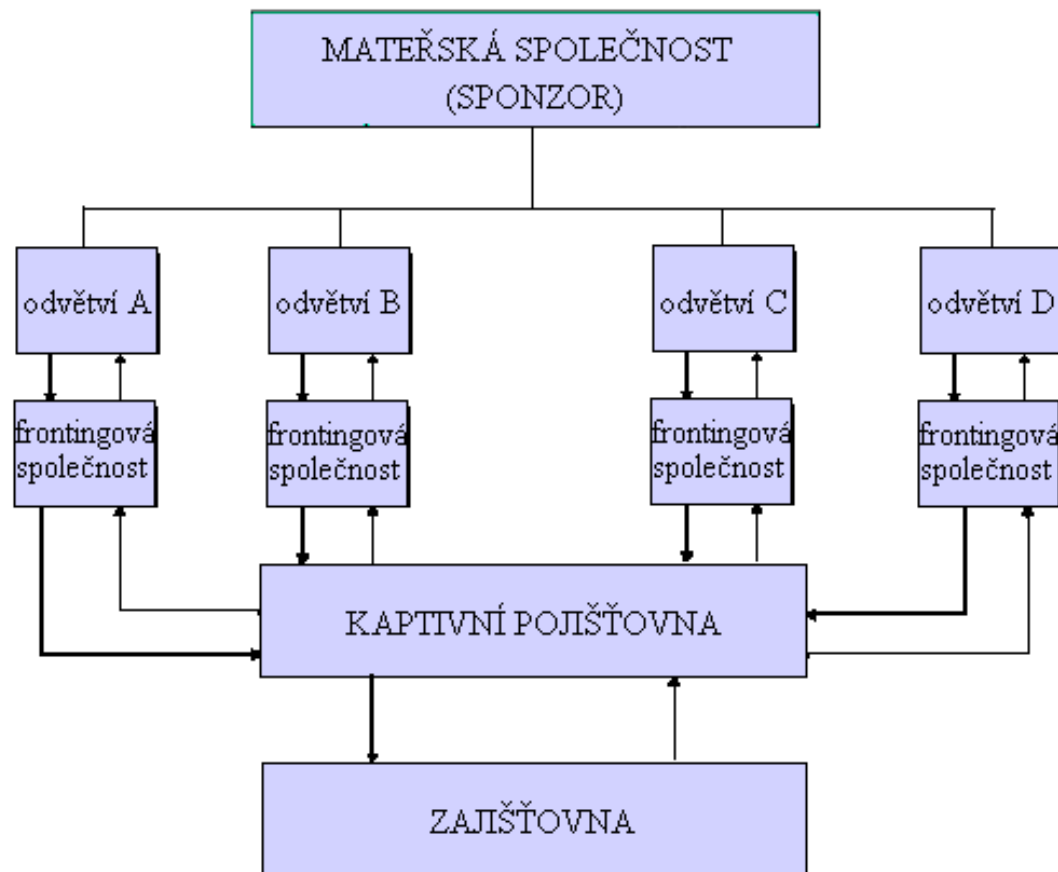 MATEŘSKÁ SPOLEČNOST
(SPONZOR)
odvětví A
odvětví B
odvětví C
odvětví D
frontingová
společnost
frontingová
společnost
frontingová
společnost
frontingová
společnost
KAPTIVNÍ POJIŠŤOVNA
ZAJIŠŤOVNA